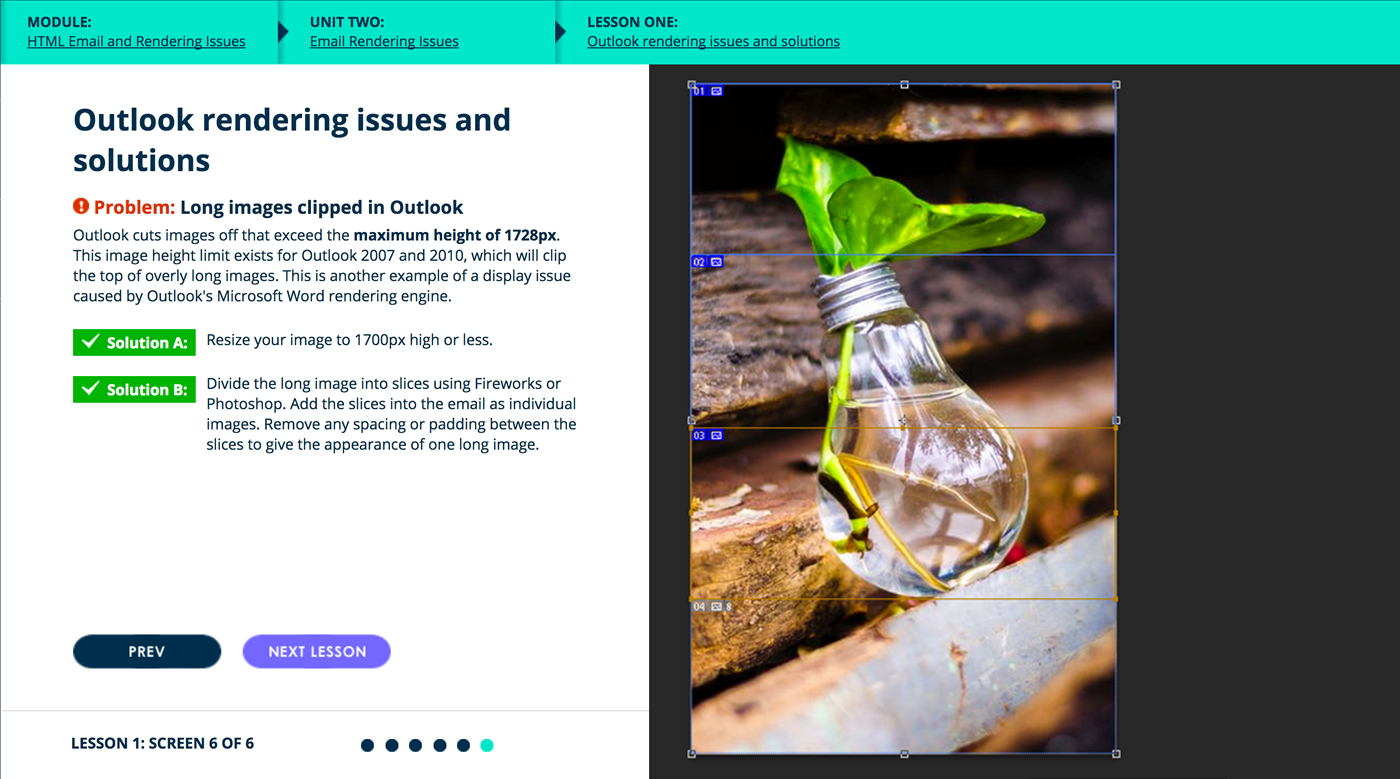 MODULE:
HTML Email and Rendering Issues
UNIT TWO:
Email Rendering Issues
LESSON ONE:
Outlook rendering issues and solutions
Outlook rendering issues and
solutions
Problem: Long images clipped in Outlook
Outlook cuts images off that exceed the maximum height of 1728px.
This image height limit exists for Outlook 2007 and 2010, which will clip
the top of overly long images. This is another example of a display issue
caused by Outlook's Microsoft Word rendering engine.
Solution A:
Resize your image to 1700px high or less.
Solution B:
Divide the long image into slices using Fireworks or
Photoshop. Add the slices into the email as individual
images. Remove any spacing or padding between the
slices to give the appearance of one long image.
PREV
NEXT LESSON
LESSON 1: SCREEN 6 OF 6
01
02
03
04